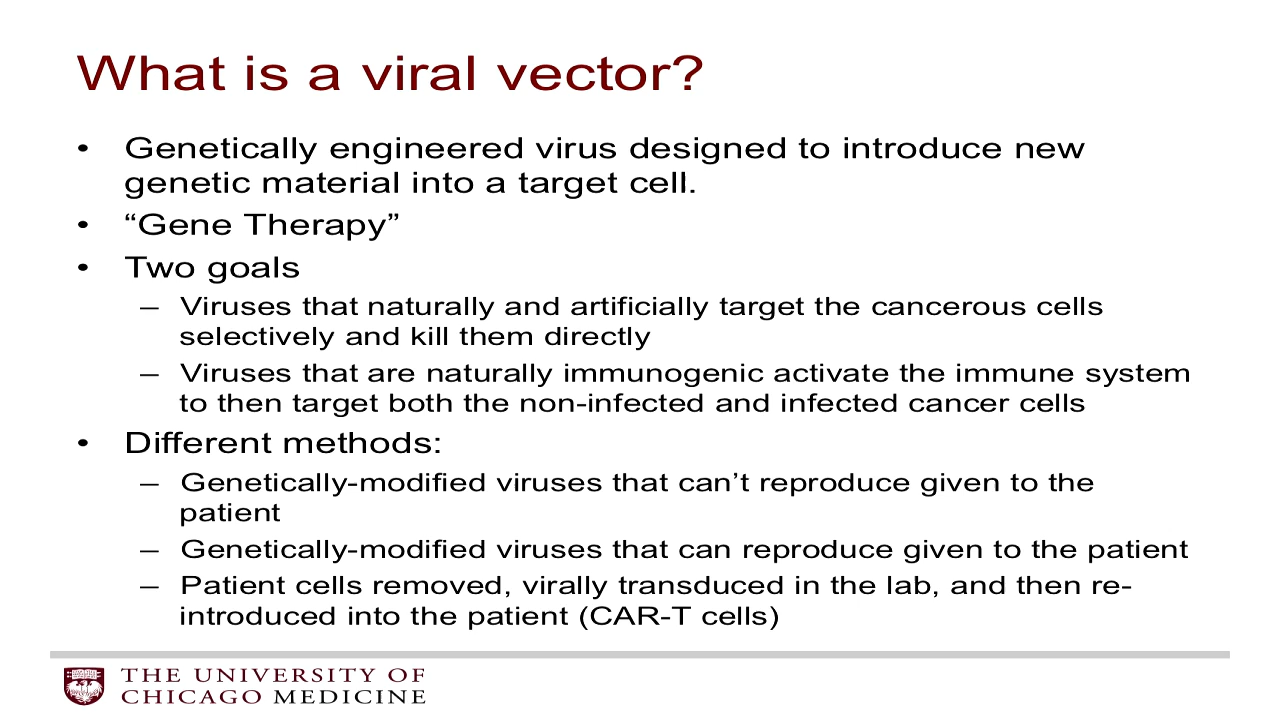 What is a viral vector?
• Genetically engineered virus designed to introduce new
genetic material into a target cell.
• “Gene Therapy”
• Two goals
– Viruses that naturally and artificially target the cancerous cells
selectively and kill them directly
– Viruses that are naturally immunogenic activate the immune system
to then target both the non-infected and infected cancer cells
• Different methods:
– Genetically-modified viruses that can’t reproduce given to the
patient
– Genetically-modified viruses that can reproduce given to the patient
– Patient cells removed, virally transduced in the lab, and then re-
introduced into the patient (CAR-T cells)
THE UNIVERSITY OF
CHICAGO MEDICINE